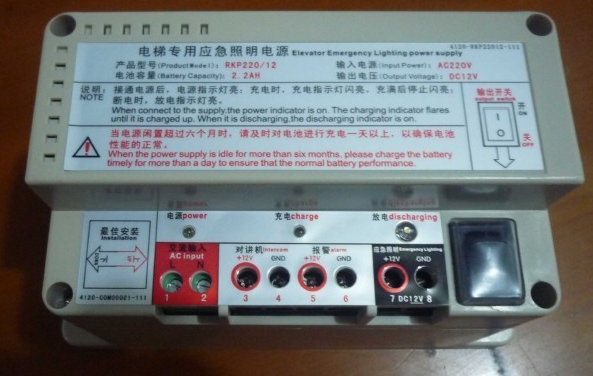 电梯专用应急照明电源 Elevator Emergency Lighting power supply
4120-RKP22012-111
产品型号:(Product Model): RKP220/12 输入电源:(Input Power): AC220V
电池容量:(Battery Capacity): 2.2AH 输出电压:(Output Voltage): DC12V
说明: 接通电源后,电源指示灯亮;充电时,充电指示灯闪亮,充满后停止闪亮;
NOTE 断电时,放电指示灯亮。
When connect to the supply,the power indicator is on. The charging indicator flares
until it is charged up. When it is discharging,the discharging indicator is on.
当电源闲置超过六个月时,请及时对电池进行充电一天以上,以确保电池
性能的正常。
When the power supply is idle for more than six months, please charge the battery
timely for more than a day to ensure that the normal battery performance.
输出开关
output switch
开
ON
关
OFF
电源power 充电charge 放电discharging
最佳安装
Installation
4120-COM00021-111
交流输入
AC input
L N
1 2
对讲机Intercom 报警alarm
+12V GND +12V GND
3 4 5 6
应急照明Emergency Lighting
+12V GND
7 DC12V 8